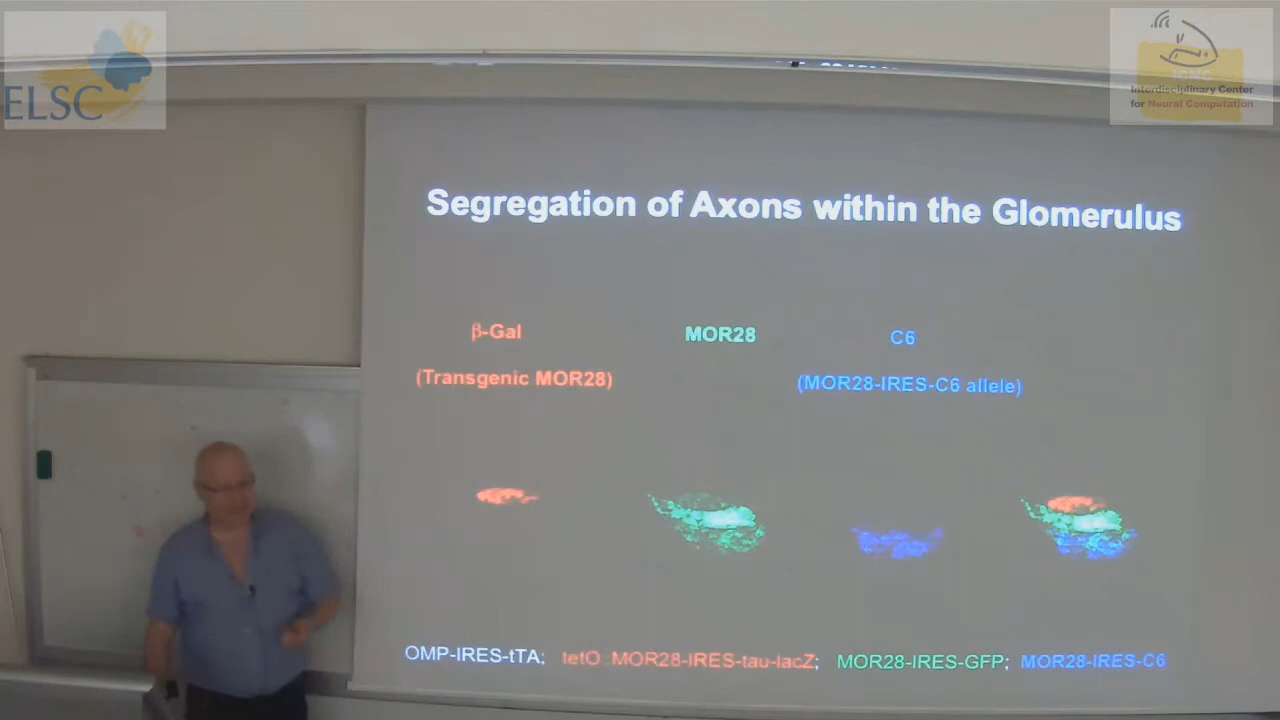 ELSC
ICNC
Interdisciplinary Center
for Neural Computation
Segregation of Axons within the Glomerulus
β-Gal
MOR28
C6
(Transgenic MOR28)
(MOR28-IRES-C6 allele)
OMP-IRES-tTA; tetO MOR28-IRES-tau-lacZ; MOR28-IRES-GFP; MOR28-IRES-C6